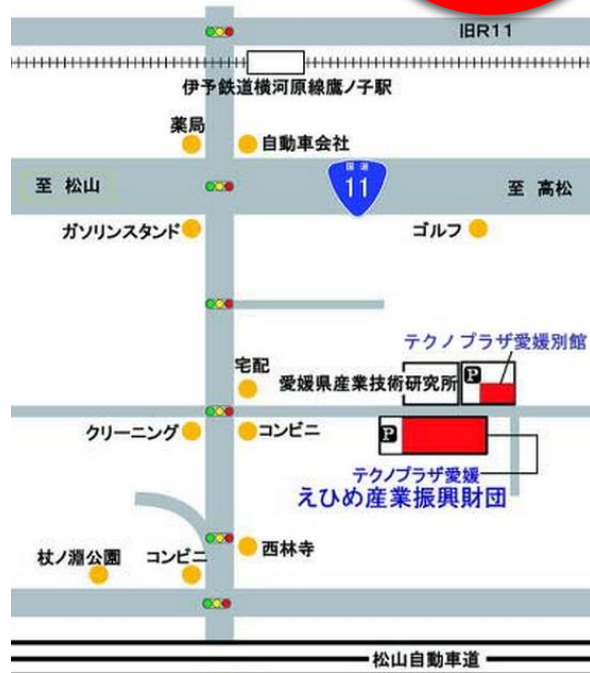 旧R11
伊予鉄道横河原線鷹ノ子駅
薬局
自動車会社
至 松山
国道
11
至 高松
ガソリンスタンド
ゴルフ
テクノプラザ愛媛別館
宅配
愛媛県産業技術研究所
P
クリーニング
コンビニ
P
テクノプラザ愛媛
えひめ産業振興財団
西林寺
杖ノ淵公園
コンビニ
松山自動車道